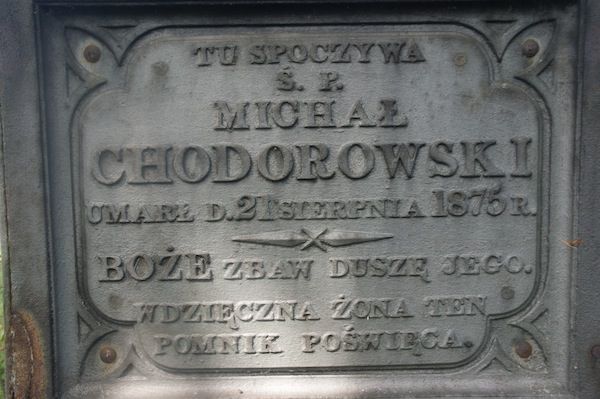 TU SPOCZYWA
Ś. P.
MICHAŁ
CHODOROWSKI
UMARŁ D. 21 SIERPNIA 1875 R.
BOŻE ZBAW DUSZĘ JEGO.
WDZIĘCZNA ŻONA TEN
POMNIK POŚWIĘCA.